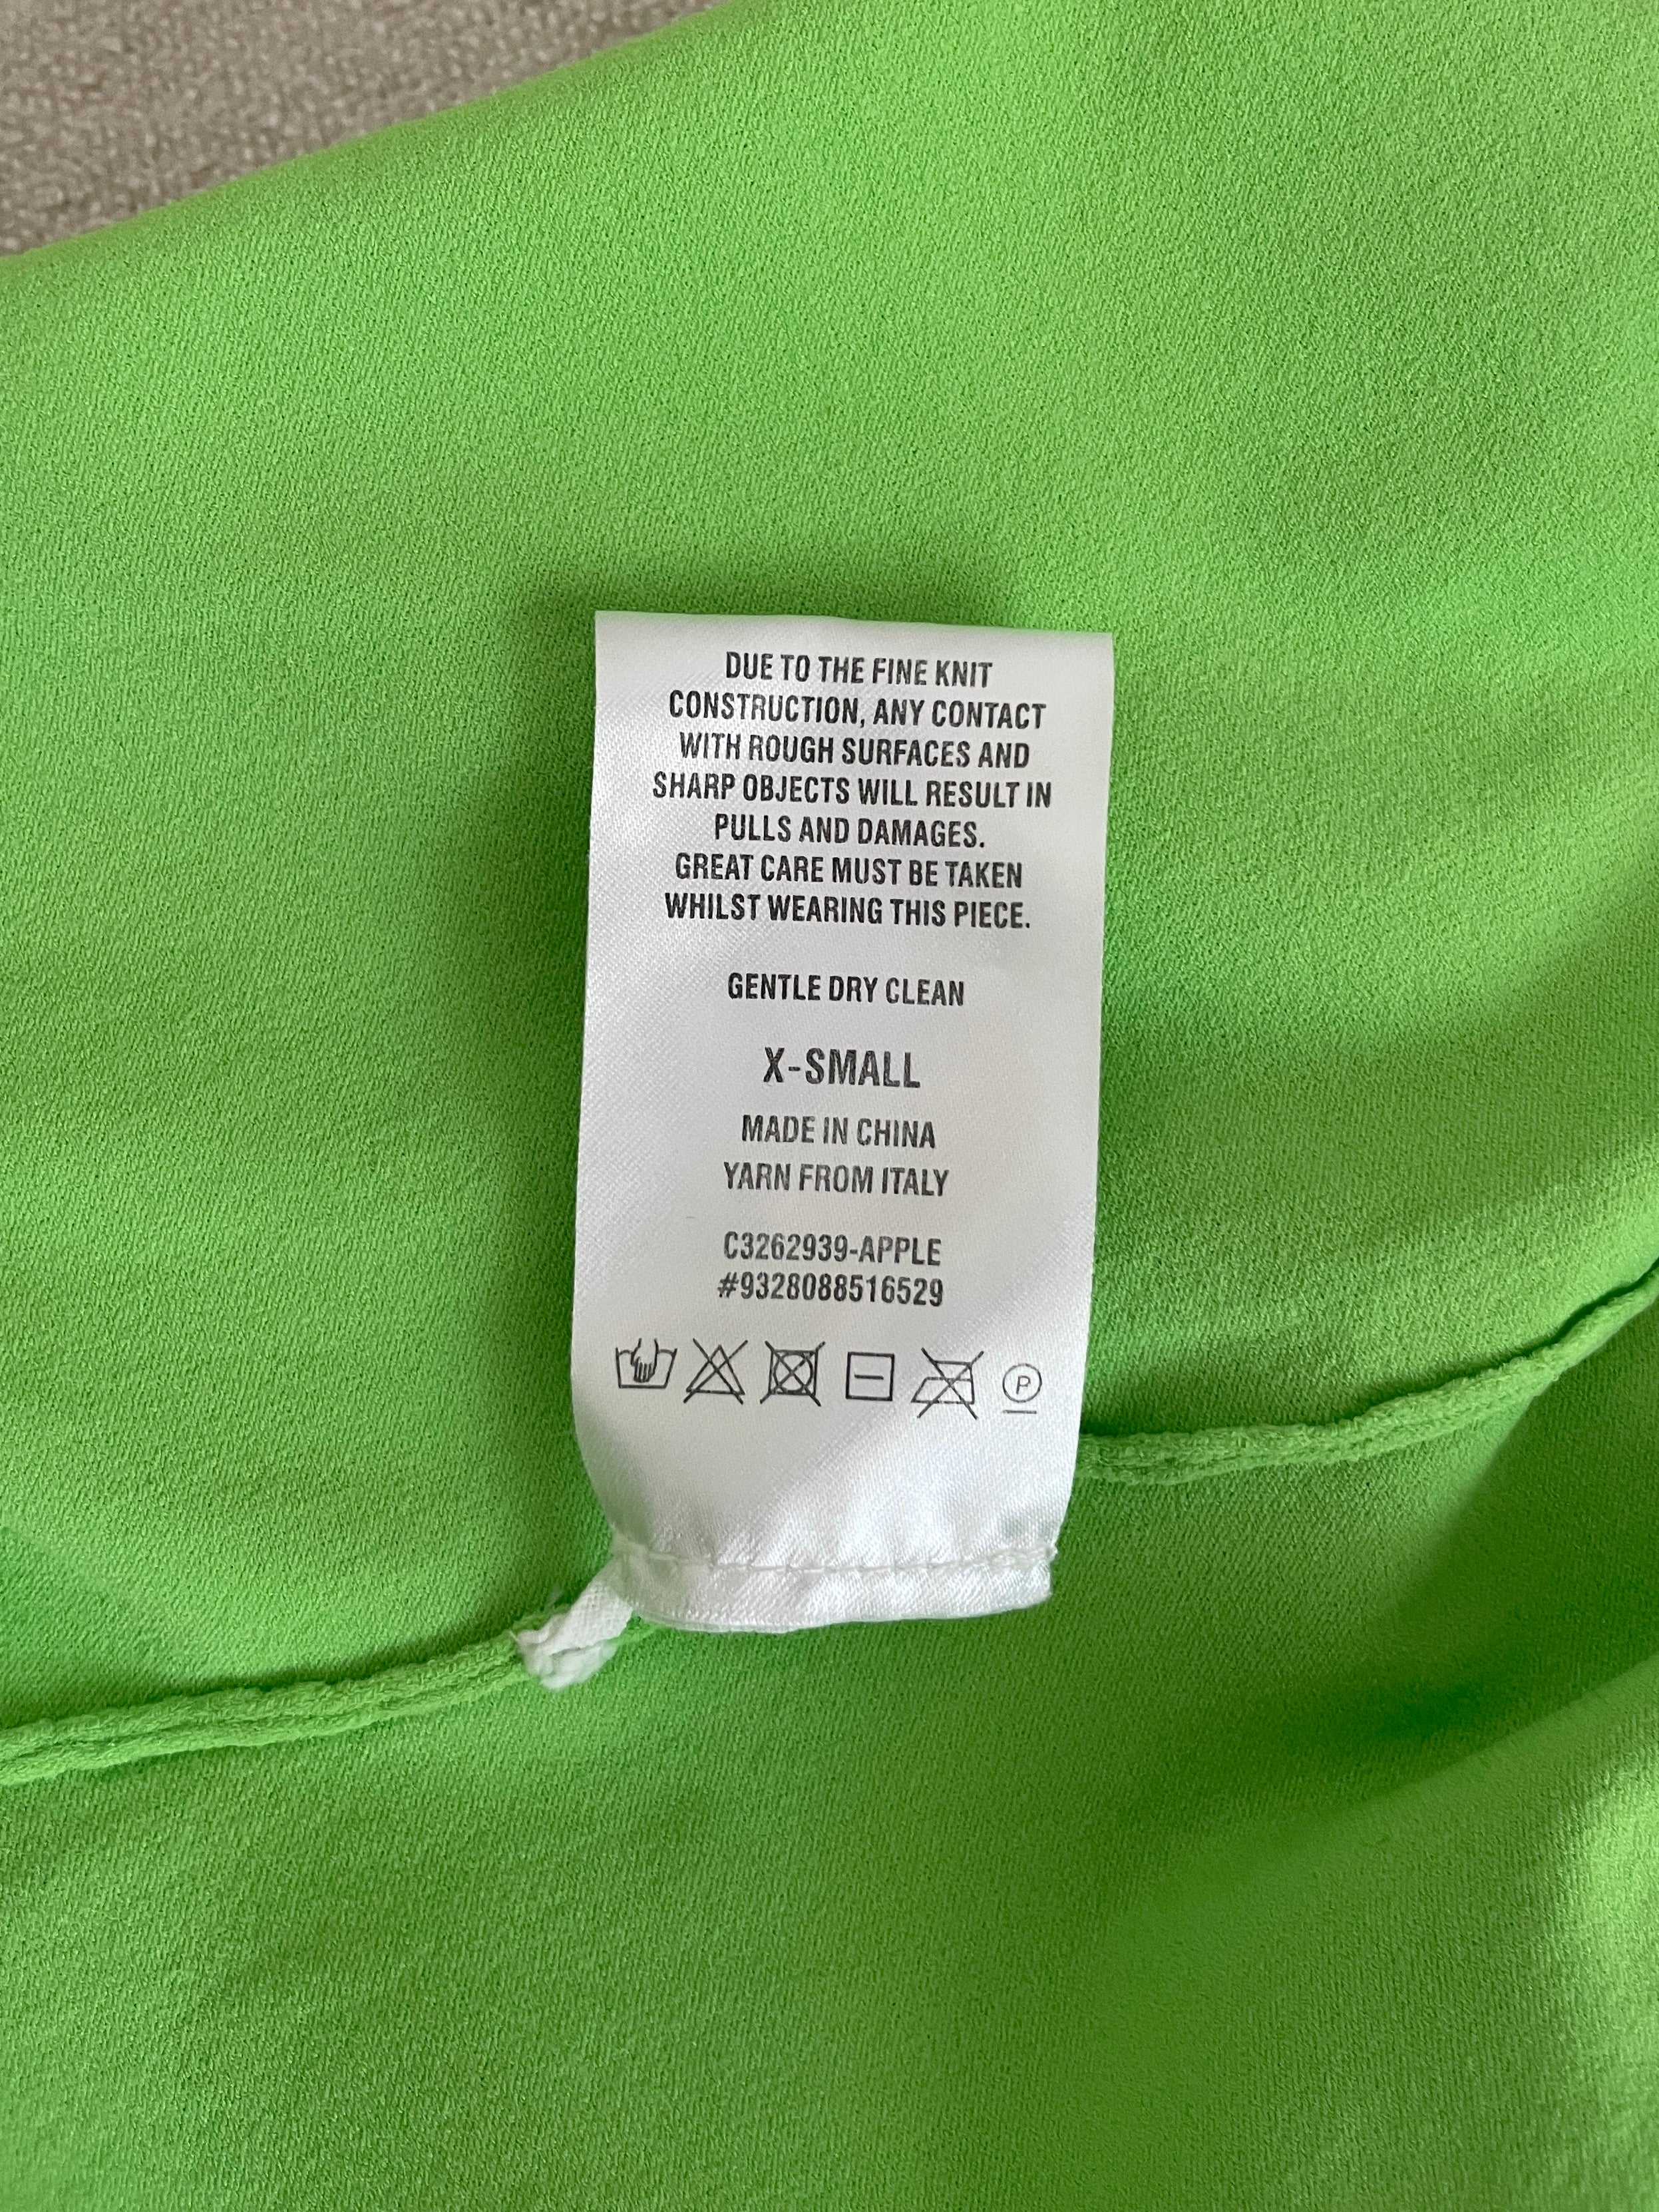 DUE TO THE FINE KNIT
CONSTRUCTION, ANY CONTACT
WITH ROUGH SURFACES AND
SHARP OBJECTS WILL RESULT IN
PULLS AND DAMAGES.
GREAT CARE MUST BE TAKEN
WHILST WEARING THIS PIECE.
GENTLE DRY CLEAN
X-SMALL
MADE IN CHINA
YARN FROM ITALY
C3262939-APPLE
#9328088516529
P